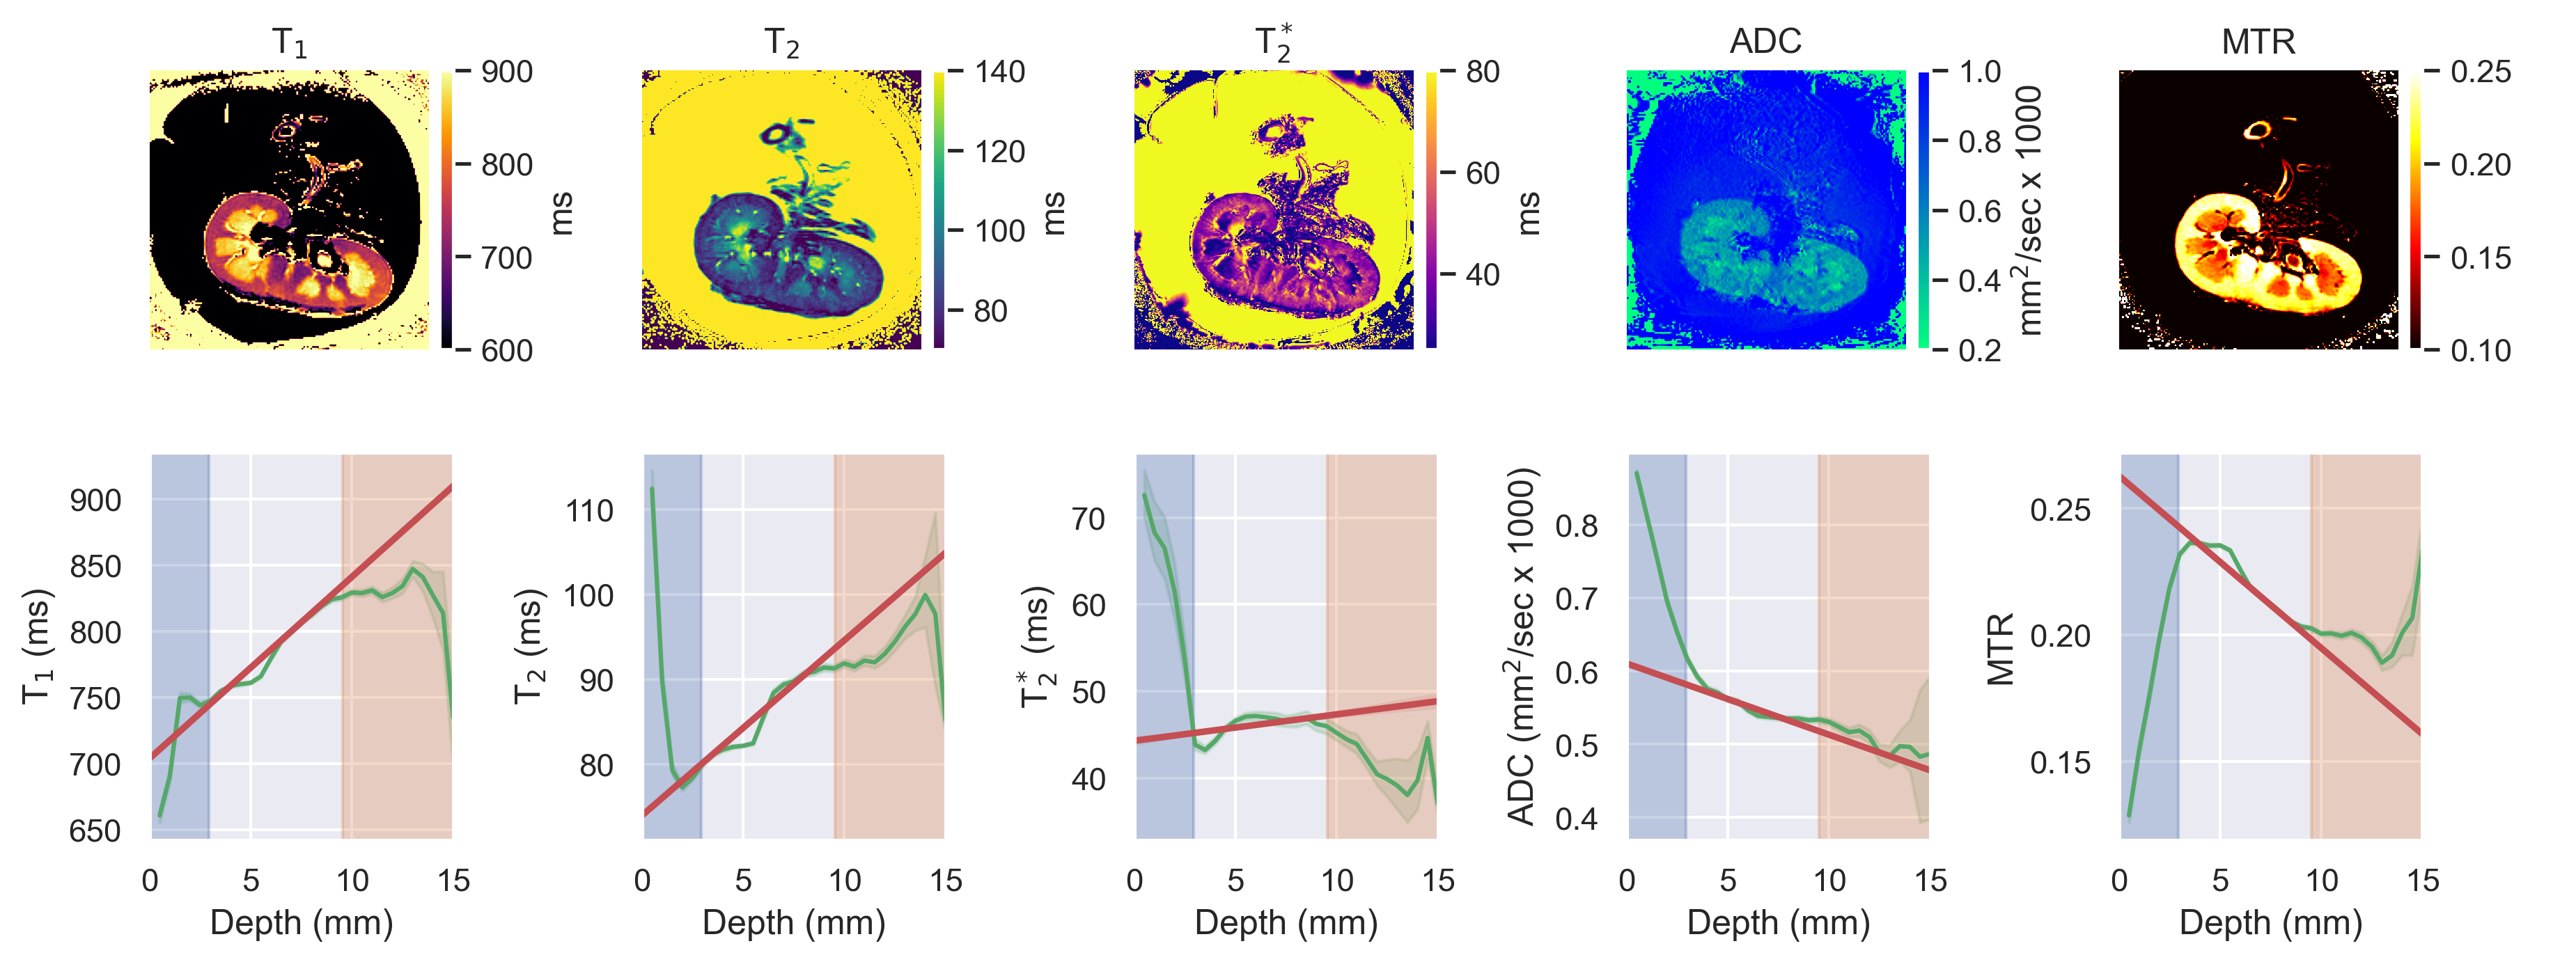 T₁
T₂
T₂*
ADC
MTR
900
800
700
600
ms
140
120
100
80
ms
80
60
40
ms
1.0
0.8
0.6
0.4
0.2
mm²/sec x 1000
0.25
0.20
0.15
0.10
T₁ (ms)
900
850
800
750
700
650
0 5 10 15
Depth (mm)
T₂ (ms)
110
100
90
80
0 5 10 15
Depth (mm)
T₂* (ms)
70
60
50
40
0 5 10 15
Depth (mm)
ADC (mm²/sec x 1000)
0.8
0.7
0.6
0.5
0.4
0 5 10 15
Depth (mm)
MTR
0.25
0.20
0.15
0 5 10 15
Depth (mm)